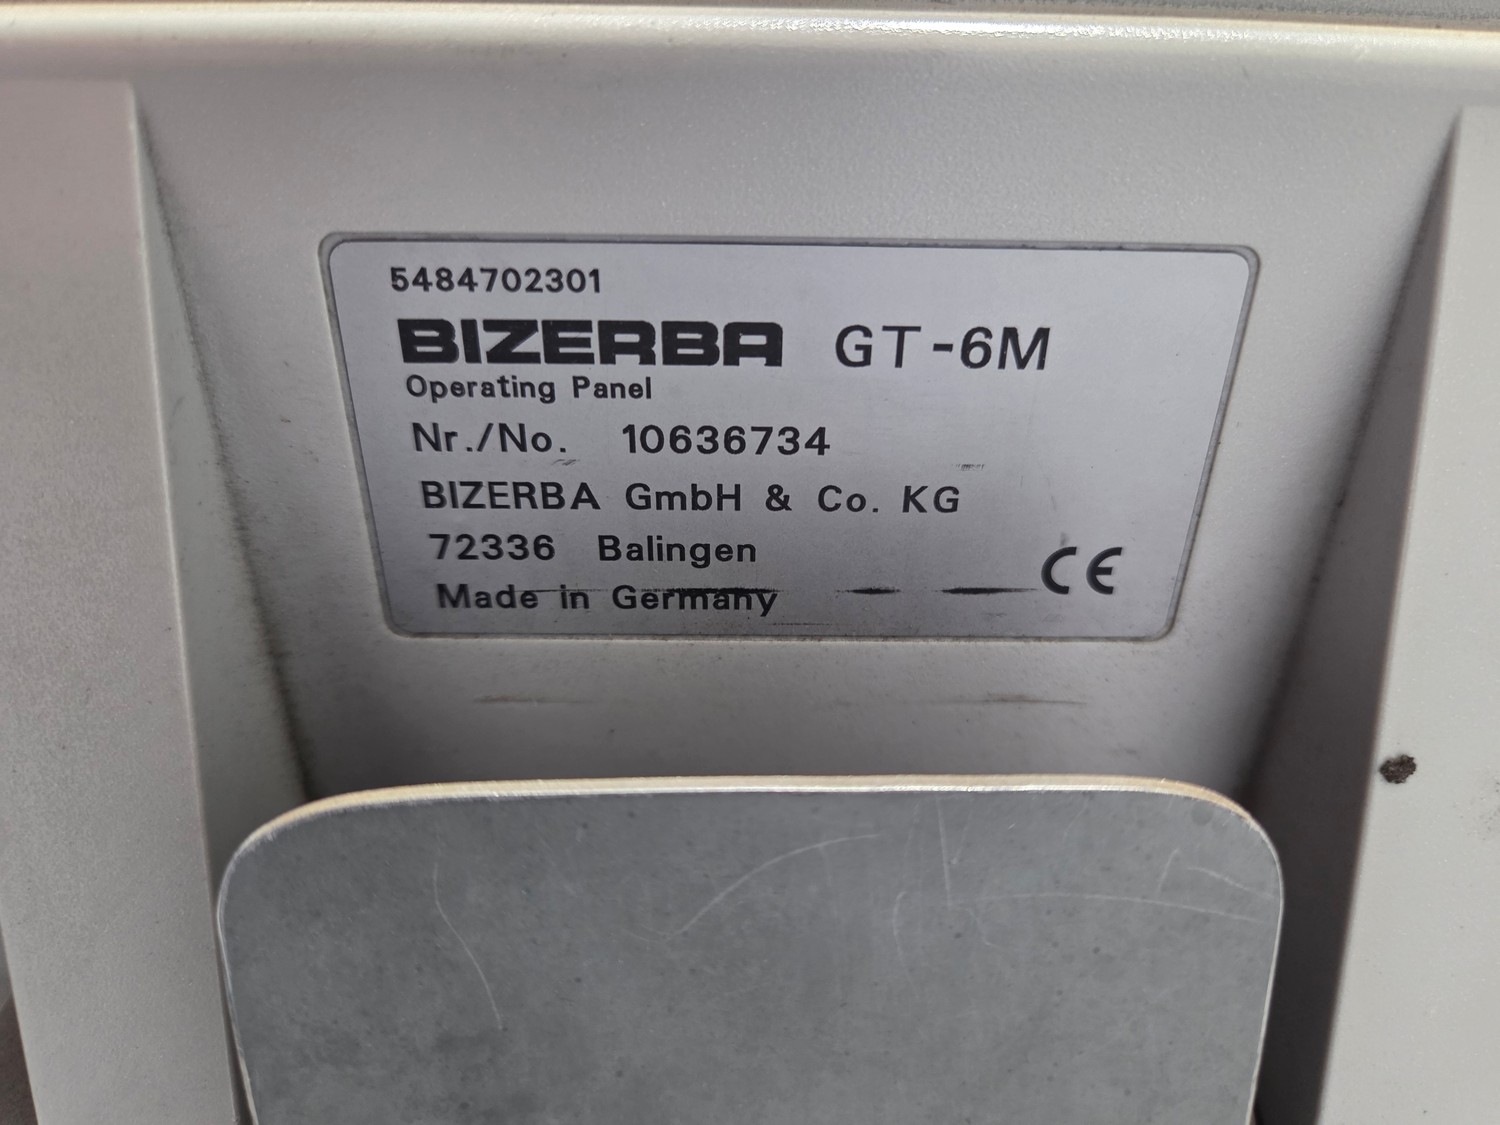 5484702301
BIZERBA GT-6M
Operating Panel
Nr./No. 10636734
BIZERBA GmbH & Co. KG
72336 Balingen
Made in Germany
CE